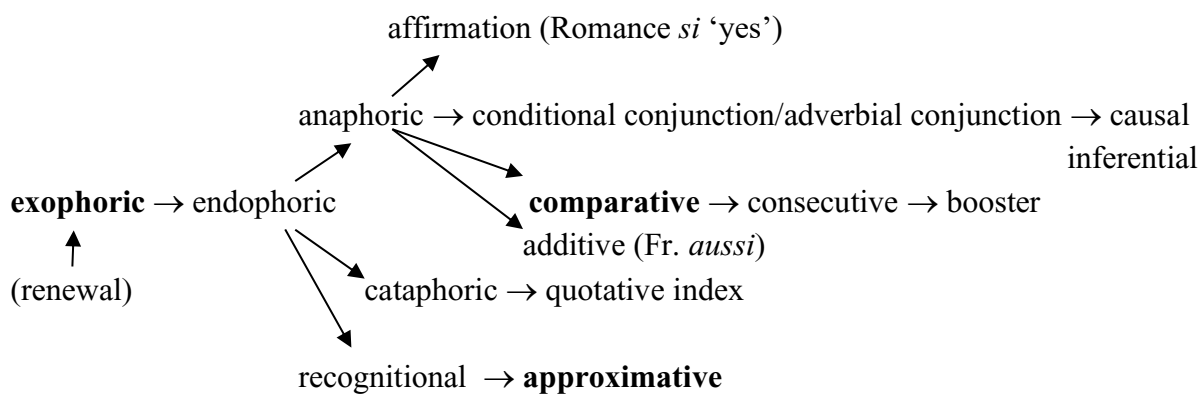 affirmation (Romance si ‘yes’)
anaphoric → conditional conjunction/adverbial conjunction → causal
inferential
exophoric → endophoric
comparative → consecutive → booster
additive (Fr. aussi)
(renewal)
cataphoric → quotative index
recognitional → approximative